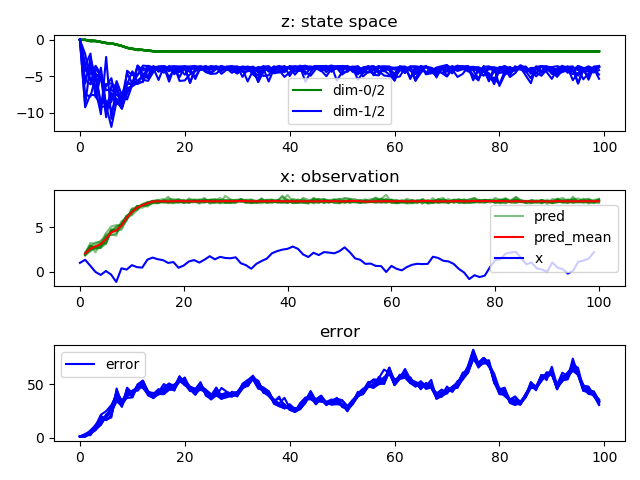 z: state space
0
−5
−10
dim-0/2
dim-1/2
0 20 40 60 80 100
x: observation
5
0
pred
pred_mean
x
0 20 40 60 80 100
error
50
0
error
0 20 40 60 80 100